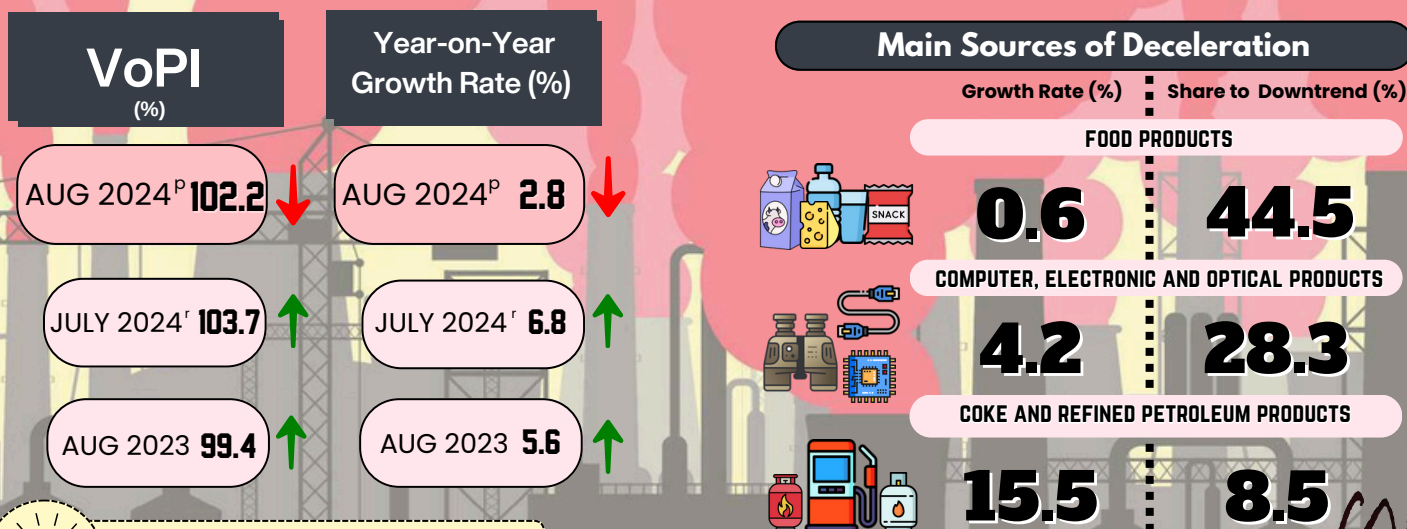 VoPI
(%)
AUG 2024ᵖ 102.2
JULY 2024ʳ 103.7
AUG 2023 99.4
Year-on-Year
Growth Rate (%)
AUG 2024ᵖ 2.8
JULY 2024ʳ 6.8
AUG 2023 5.6
Main Sources of Deceleration
Growth Rate (%) Share to Downtrend (%)
FOOD PRODUCTS
SNACK
0.6 44.5
COMPUTER, ELECTRONIC AND OPTICAL PRODUCTS
4.2 28.3
COKE AND REFINED PETROLEUM PRODUCTS
15.5 8.5